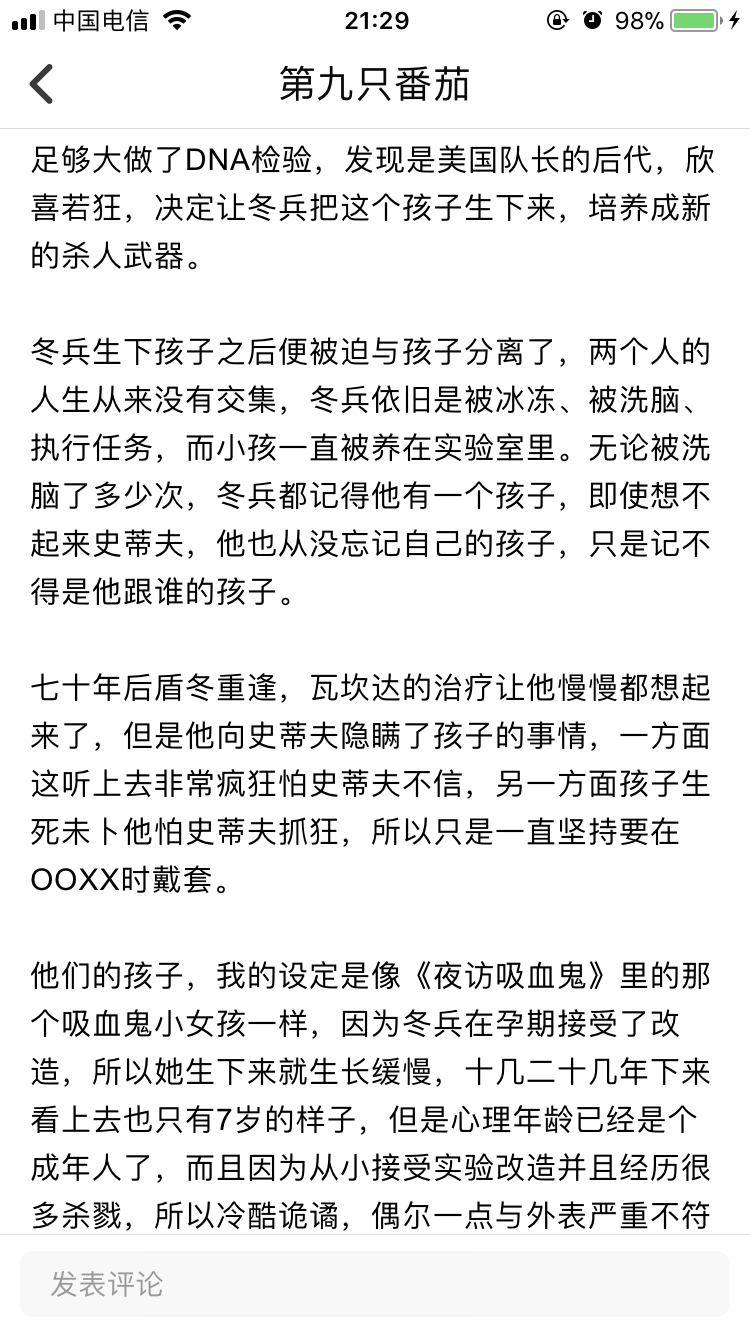 中国电信
21:29
98%
第九只番茄
足够大做了DNA检验，发现是美国队长的后代，欣
喜若狂，决定让冬兵把这个孩子生下来，培养成新
的杀人武器。
冬兵生下孩子之后便被迫与孩子分离了，两个人的
人生从来没有交集，冬兵依旧是被冰冻、被洗脑、
执行任务，而小孩一直被养在实验室里。无论被洗
脑了多少次，冬兵都记得他有一个孩子，即使想不
起来史蒂夫，他也从没忘记自己的孩子，只是记不
得是他跟谁的孩子。
七十年后盾冬重逢，瓦坎达的治疗让他慢慢都想起
来了，但是他向史蒂夫隐瞒了孩子的事情，一方面
这听上去非常疯狂怕史蒂夫不信，另一方面孩子生
死未卜他怕史蒂夫抓狂，所以只是一直坚持要在
OOXX时戴套。
他们的孩子，我的设定是像《夜访吸血鬼》里的那
个吸血鬼小女孩一样，因为冬兵在孕期接受了改
造，所以她生下来就生长缓慢，十几二十几年下来
看上去也只有7岁的样子，但是心理年龄已经是个
成年人了，而且因为从小接受实验改造并且经历很
多杀戮，所以冷酷诡谲，偶尔一点与外表严重不符
发表评论